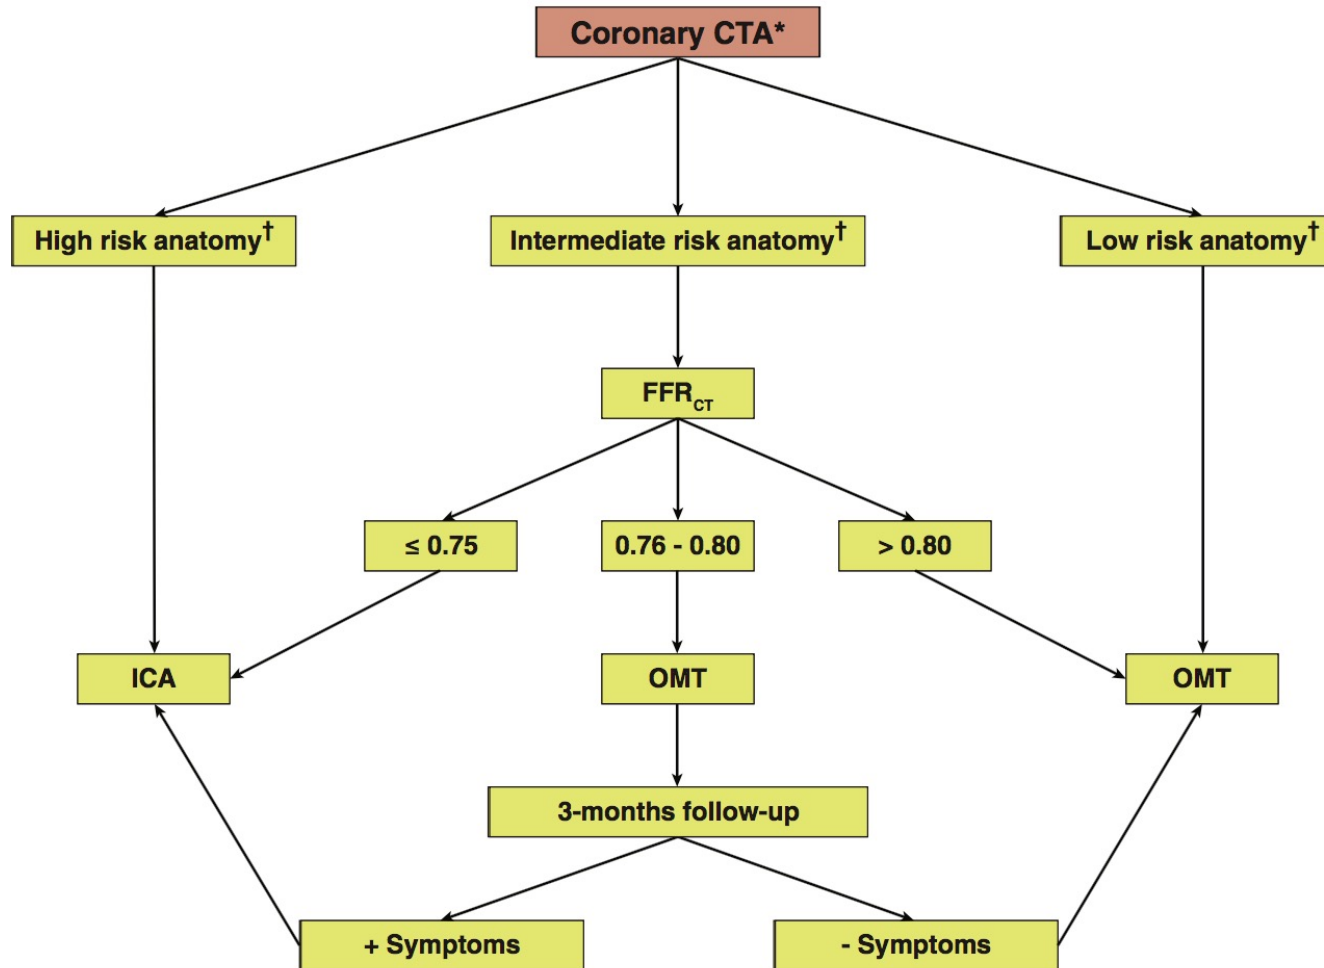 Coronary CTA*
High risk anatomy†
Intermediate risk anatomy†
Low risk anatomy†
FFRCT
≤ 0.75
0.76 - 0.80
> 0.80
ICA
OMT
OMT
3-months follow-up
+ Symptoms
- Symptoms